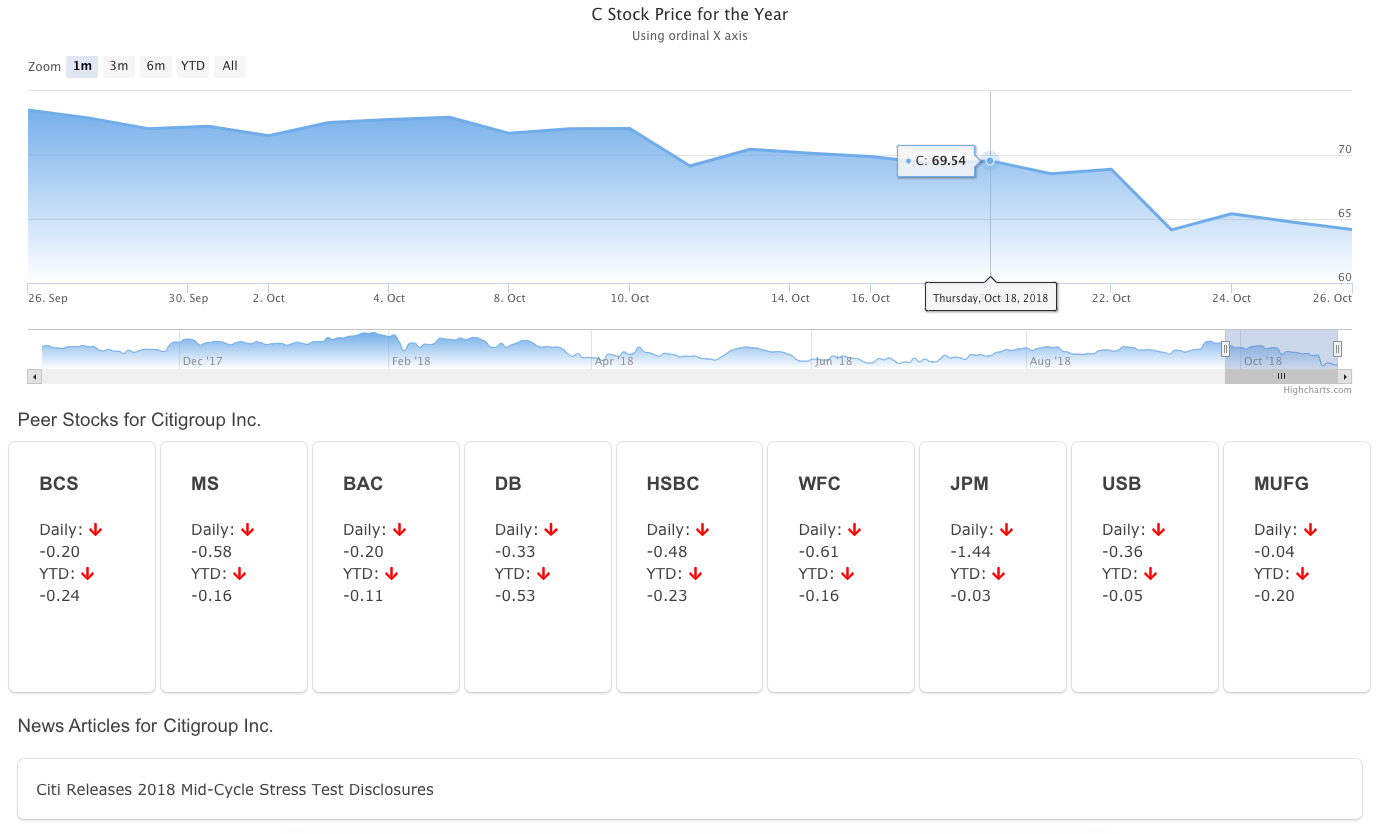 C Stock Price for the Year
Using ordinal X axis
Zoom 1m 3m 6m YTD All
70
C: 69.54
65
60
26. Sep 30. Sep 2. Oct 4. Oct 8. Oct 10. Oct 14. Oct 16. Oct Thursday, Oct 18, 2018 22. Oct 24. Oct 26. Oct
Dec '17 Feb '18 Apr '18 Jun '18 Aug '18 Oct '18
Highcharts.com
Peer Stocks for Citigroup Inc.
BCS MS BAC DB HSBC WFC JPM USB MUFG
Daily: Daily: Daily: Daily: Daily: Daily: Daily: Daily: Daily:
-0.20 -0.58 -0.20 -0.33 -0.48 -0.61 -1.44 -0.36 -0.04
YTD: YTD: YTD: YTD: YTD: YTD: YTD: YTD: YTD:
-0.24 -0.16 -0.11 -0.53 -0.23 -0.16 -0.03 -0.05 -0.20
News Articles for Citigroup Inc.
Citi Releases 2018 Mid-Cycle Stress Test Disclosures